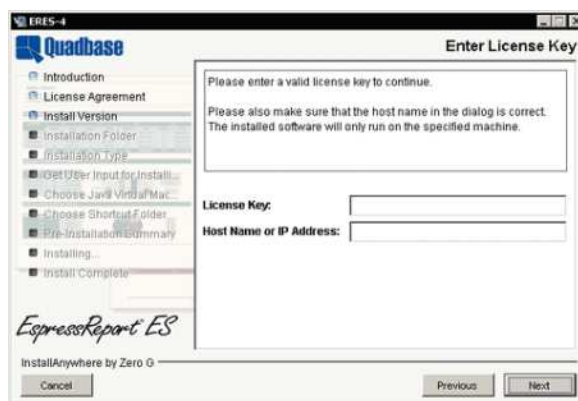 ERES-4
Quadbase
Enter License Key
Introduction
License Agreement
Install Version
Installation Folder
Installation Type
Get User Input for Installi...
Choose Java Virtual Mac...
Choose Shortcut Folder
Pre-Installation Summary
Installing...
Install Complete
EspressReport ES
Please enter a valid license key to continue.
Please also make sure that the host name in the dialog is correct.
The installed software will only run on the specified machine.
License Key:
Host Name or IP Address:
InstallAnywhere by Zero G
Cancel
Previous
Next